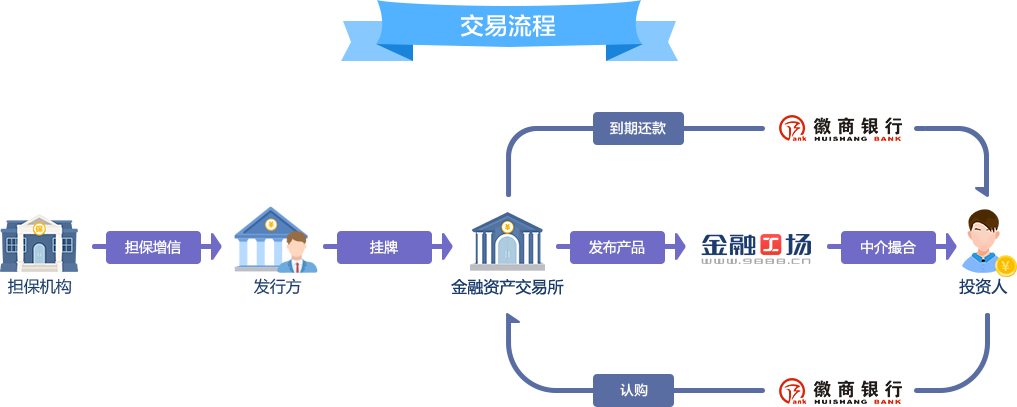 交易流程
到期还款
Bank
徽商银行
HUISHANG BANK
保
¥
¥
担保增信
挂牌
发布产品
金融工场
www.9888.cn
中介撮合
¥
担保机构
发行方
金融资产交易所
投资人
认购
Bank
徽商银行
HUISHANG BANK